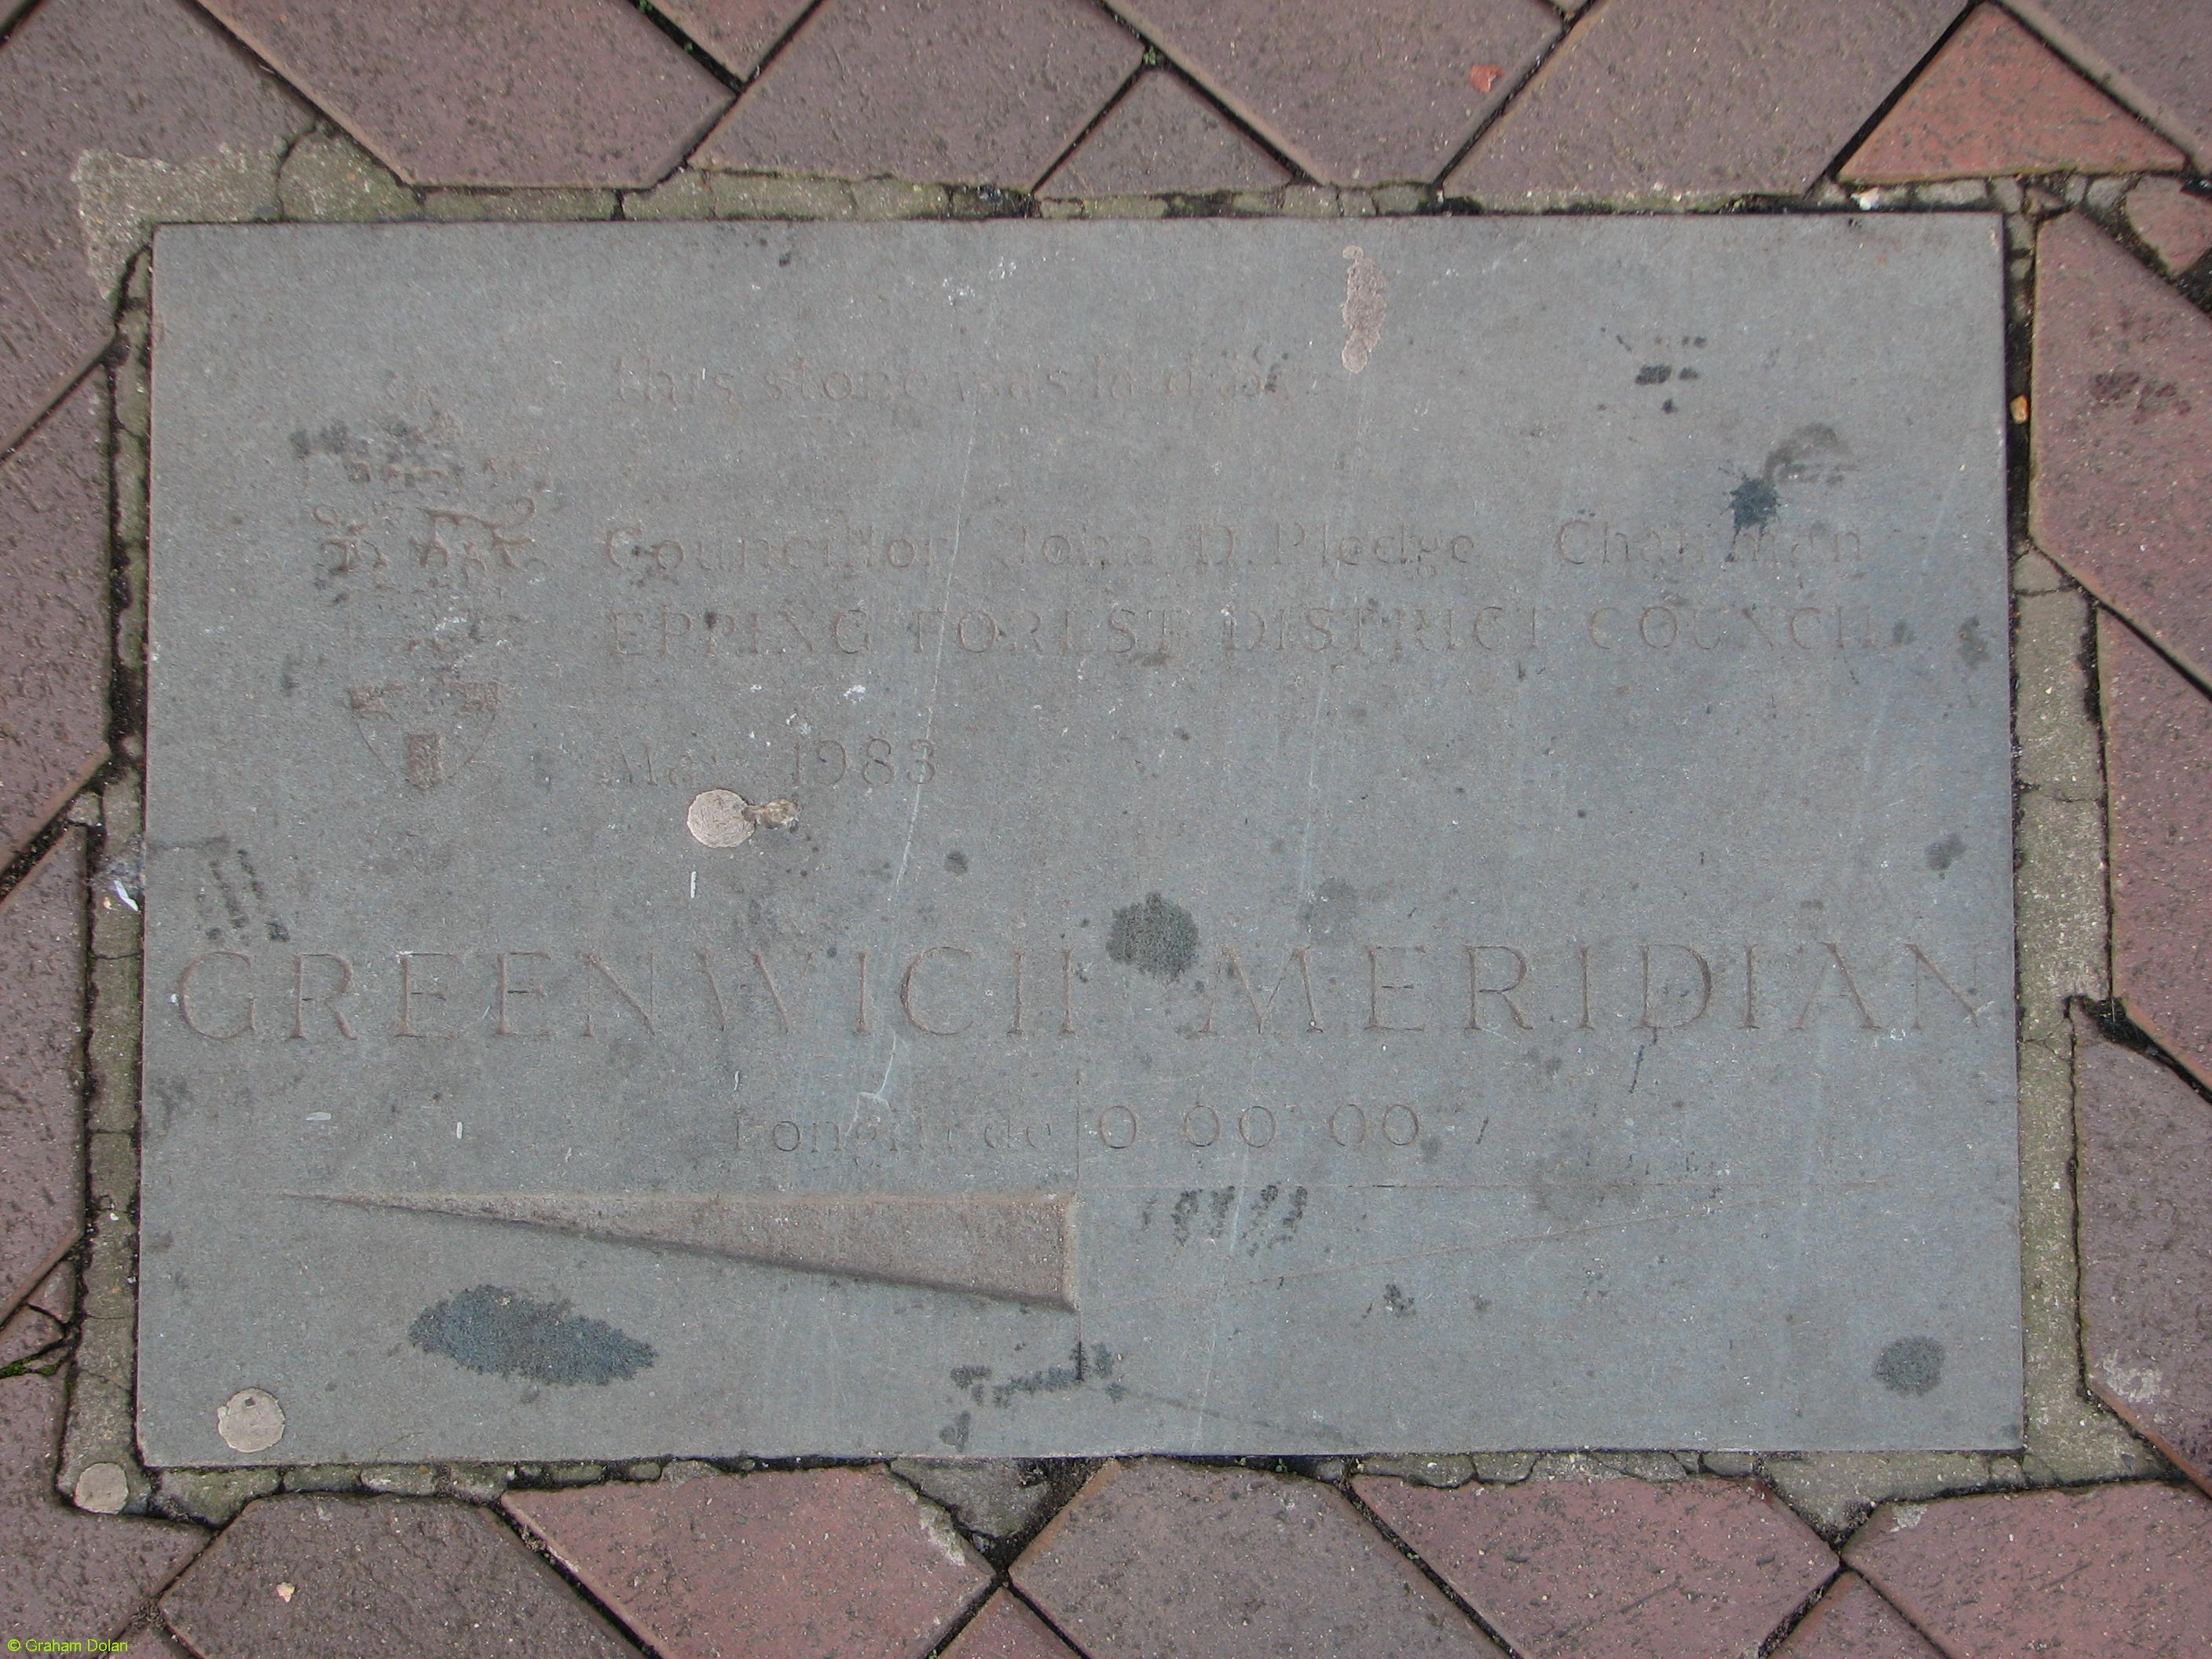 This stone was laid by
Councillor John D. Pledge Chairman
EPPING FOREST DISTRICT COUNCIL
May 1983
GREENWICH MERIDIAN
Longitude 0 00 00
© Graham Dolan